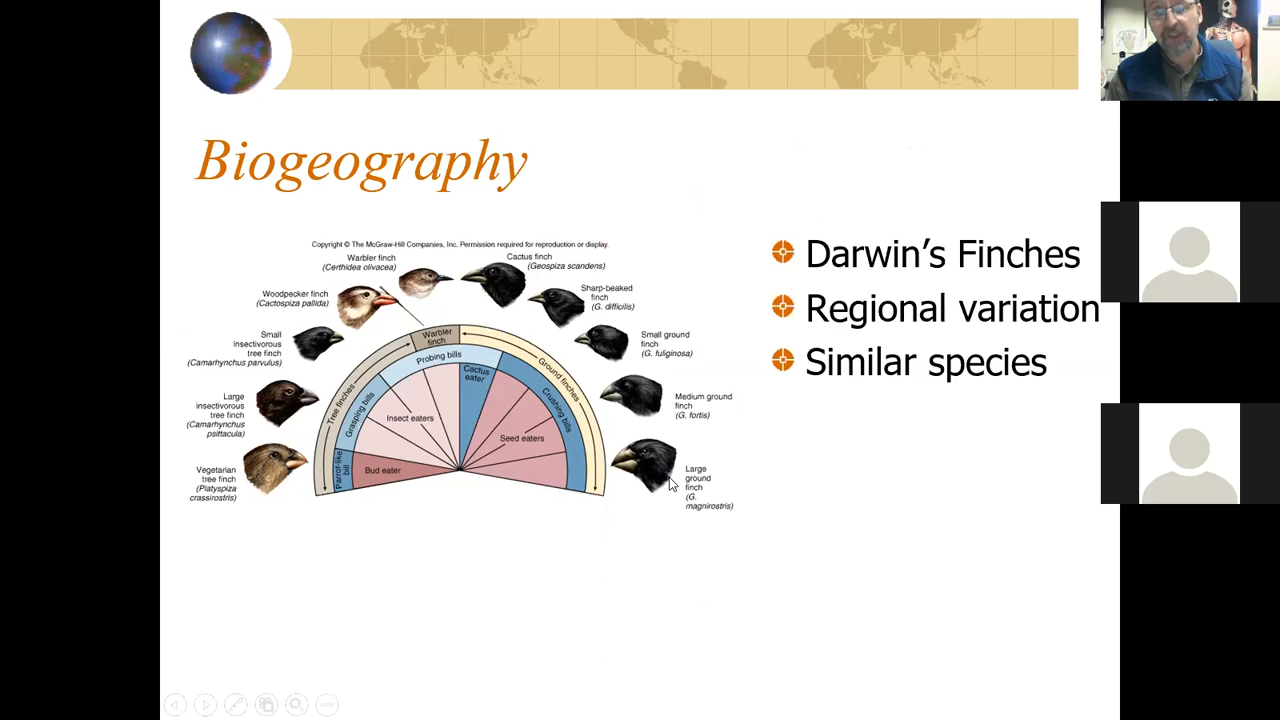 Biogeography
Copyright © The McGraw-Hill Companies, Inc. Permission required for reproduction or display.
Warbler finch
(Certhidea olivacea)
Cactus finch
(Geospiza scandens)
Woodpecker finch
(Cactospiza pallida)
Sharp-beaked
finch
(G. difficilis)
Small
insectivorous
tree finch
(Camarhynchus parvulus)
Small ground
finch
(G. fuliginosa)
Large
insectivorous
tree finch
(Camarhynchus
psittacula)
Medium ground
finch
(G. fortis)
Vegetarian
tree finch
(Platyspiza
crassirostris)
Large
ground
finch
(G.
magnirostris)
Warbler
finch
Tree finches
Ground finches
Probing bills
Grasping bills
Crushing bills
Parrot-like
bill
Cactus
eater
Insect eaters
Seed eaters
Bud eater
Darwin’s Finches
Regional variation
Similar species